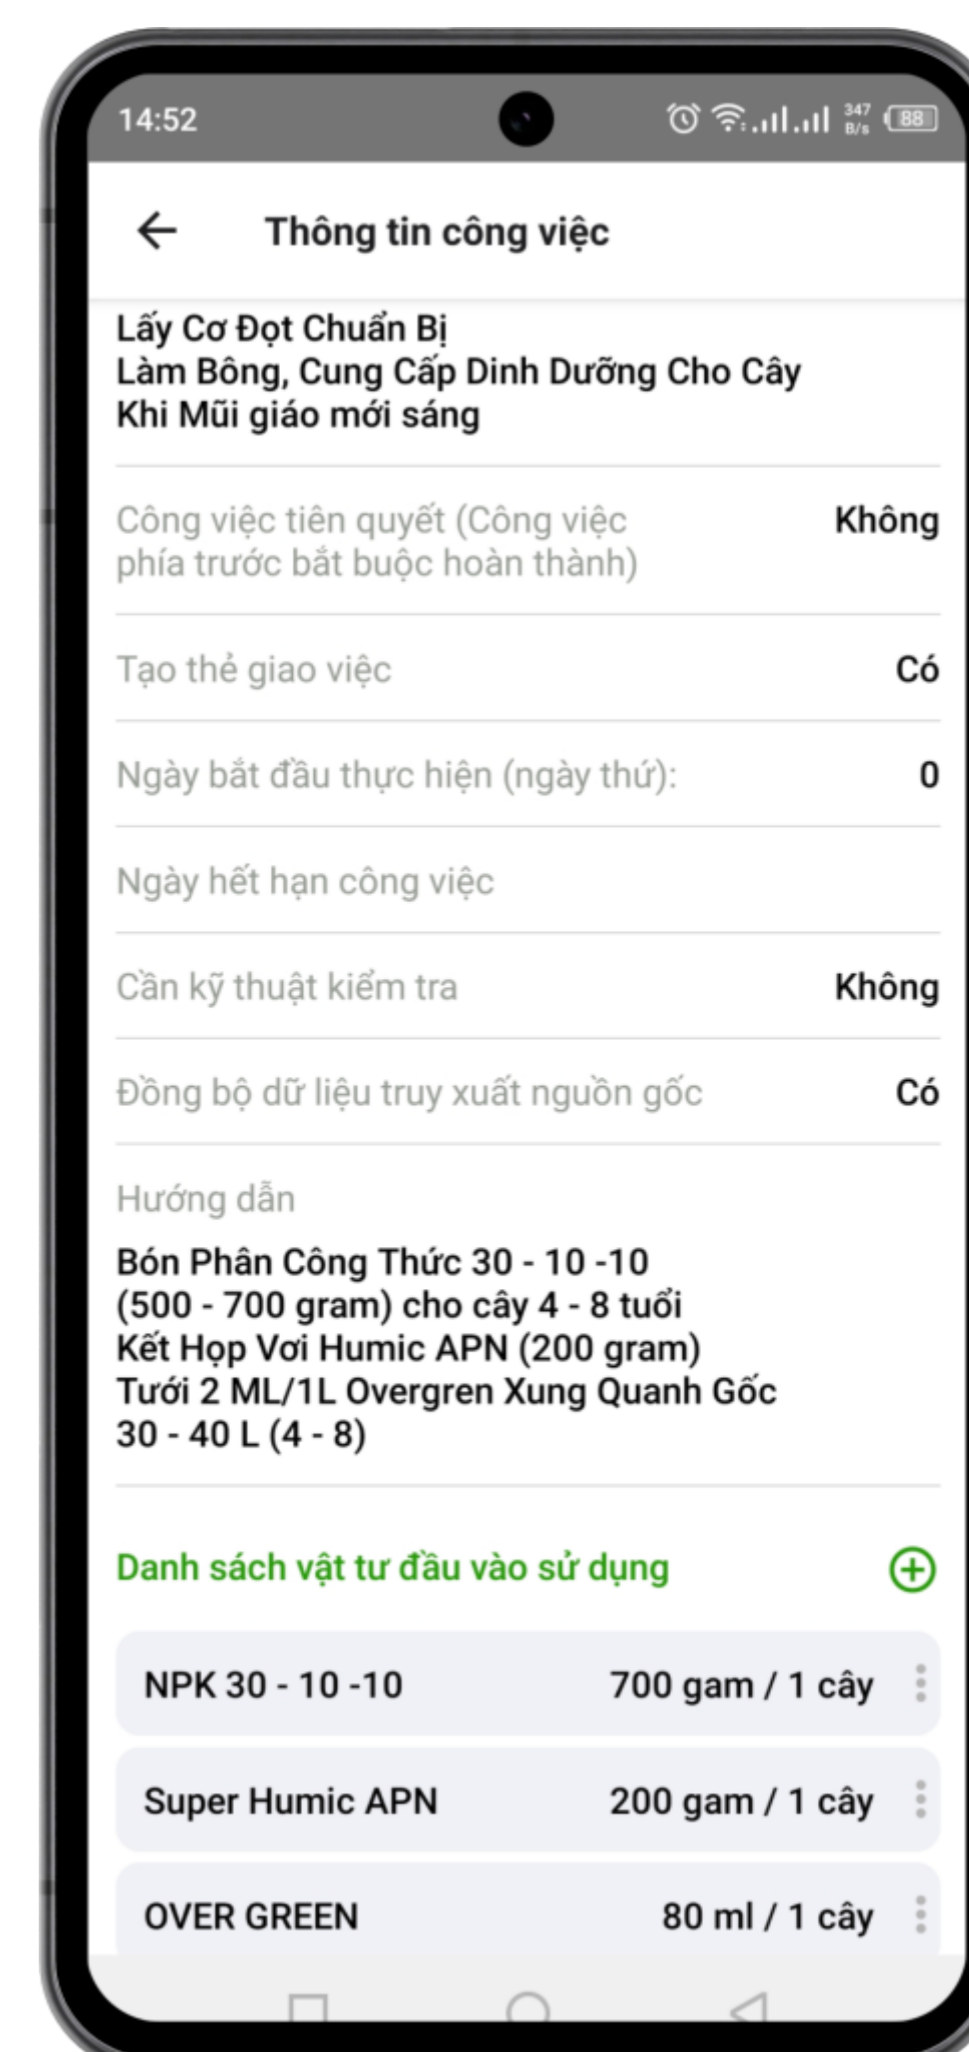 14:52
347
B/s
88
Thông tin công việc
Lấy Cơ Đọt Chuẩn Bị
Làm Bông, Cung Cấp Dinh Dưỡng Cho Cây
Khi Mũi giáo mới sáng
Công việc tiên quyết (Công việc
phía trước bắt buộc hoàn thành)
Không
Tạo thẻ giao việc
Có
Ngày bắt đầu thực hiện (ngày thứ):
0
Ngày hết hạn công việc
Cần kỹ thuật kiểm tra
Không
Đồng bộ dữ liệu truy xuất nguồn gốc
Có
Hướng dẫn
Bón Phân Công Thức 30 - 10 -10
(500 - 700 gram) cho cây 4 - 8 tuổi
Kết Họp Vơi Humic APN (200 gram)
Tưới 2 ML/1L Overgren Xung Quanh Gốc
30 - 40 L (4 - 8)
Danh sách vật tư đầu vào sử dụng
NPK 30 - 10 -10
700 gam / 1 cây
Super Humic APN
200 gam / 1 cây
OVER GREEN
80 ml / 1 cây